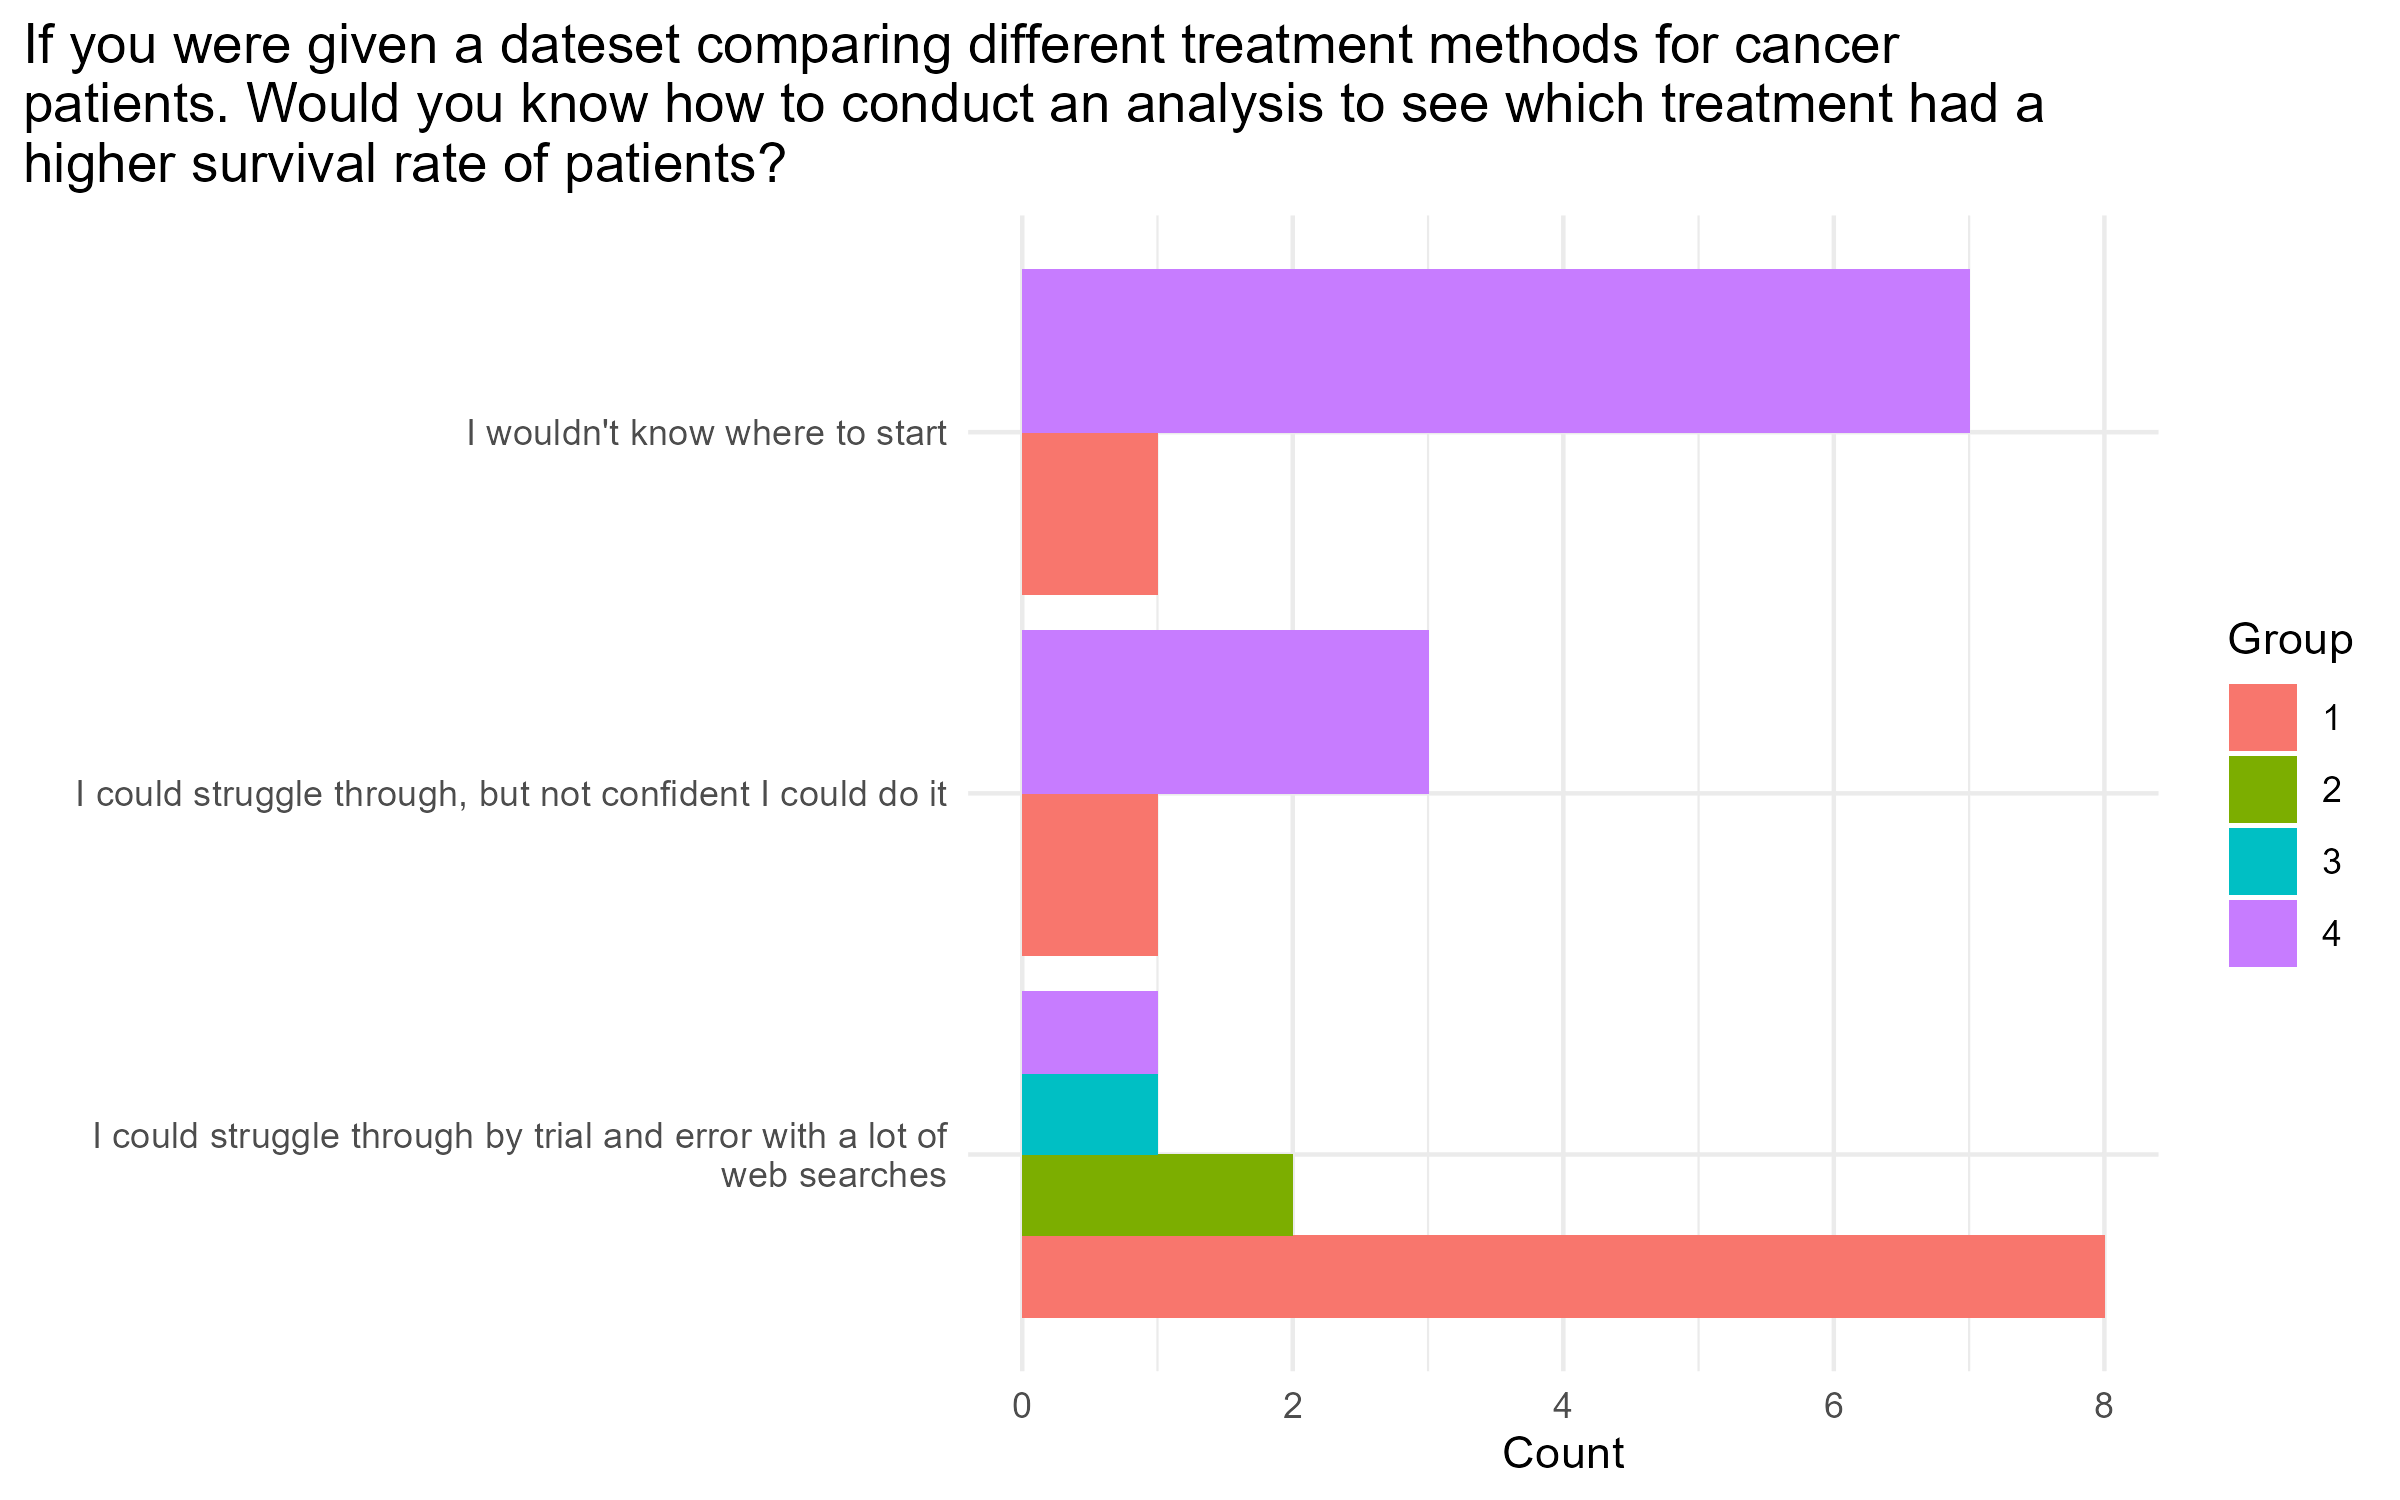 If you were given a dateset comparing different treatment methods for cancer
patients. Would you know how to conduct an analysis to see which treatment had a
higher survival rate of patients?
I wouldn't know where to start
I could struggle through, but not confident I could do it
I could struggle through by trial and error with a lot of
web searches
Group
1
2
3
4
0 2 4 6 8
Count